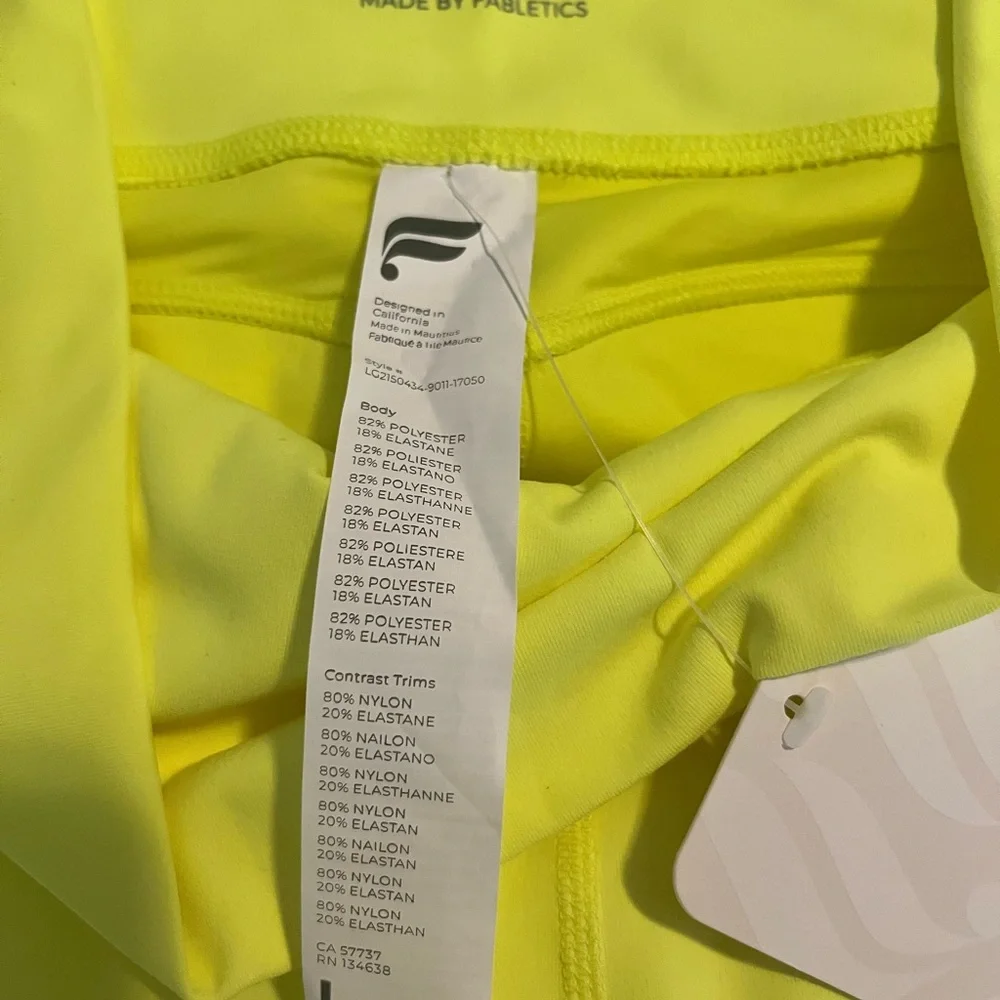 MADE BY FABLETICS
Designed in
California
Made in Mauritius
Fabriqué à l'île Maurice
Style #
LG2150434-9011-17050
Body
82% POLYESTER
18% ELASTANE
82% POLIESTER
18% ELASTANO
82% POLYESTER
18% ELASTHANNE
82% POLYESTER
18% ELASTAN
82% POLIESTERE
18% ELASTAN
82% POLYESTER
18% ELASTAN
82% POLYESTER
18% ELASTHAN
Contrast Trims
80% NYLON
20% ELASTANE
80% NAILON
20% ELASTANO
80% NYLON
20% ELASTHANNE
80% NYLON
20% ELASTAN
80% NAILON
20% ELASTAN
80% NYLON
20% ELASTAN
80% NYLON
20% ELASTHAN
CA 57737
RN 134638